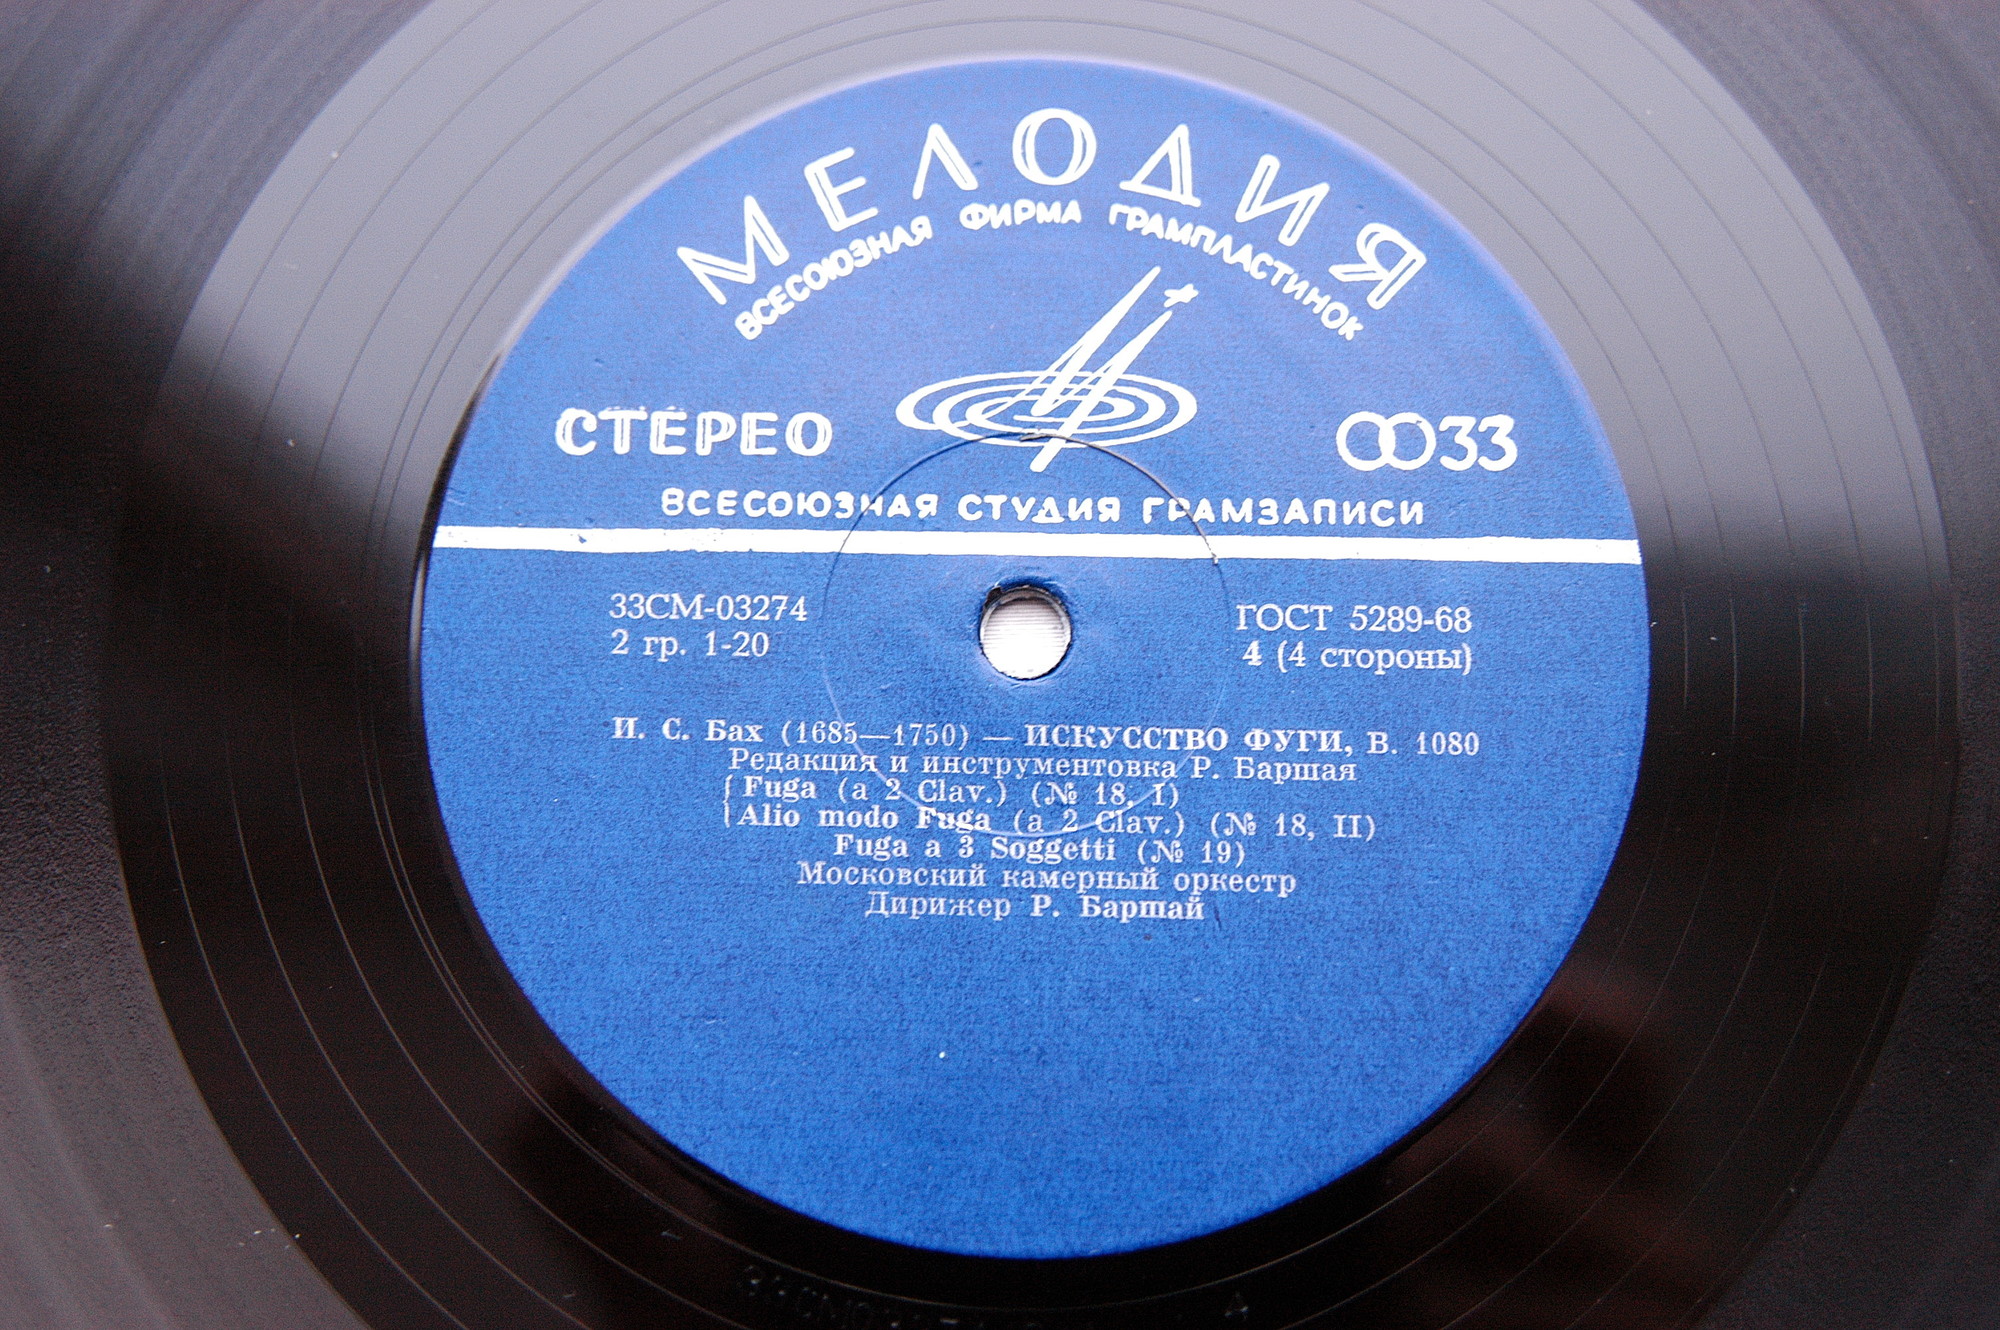 МЕЛОДИЯ
ВСЕСОЮЗНАЯ ФИРМА ГРАМПЛАСТИНОК
СТЕРЕО
33
ВСЕСОЮЗНАЯ СТУДИЯ ГРАМЗАПИСИ
33СМ-03274
2 гр. 1-20
ГОСТ 5289-68
4 (4 стороны)
И. С. Бах (1685—1750) — ИСКУССТВО ФУГИ, В. 1080
Редакция и инструментовка Р. Баршая
Fuga (a 2 Clav.) (№ 18, I)
Alio modo Fuga (a 2 Clav.) (№ 18, II)
Fuga a 3 Soggetti (№ 19)
Московский камерный оркестр
Дирижер Р. Баршай